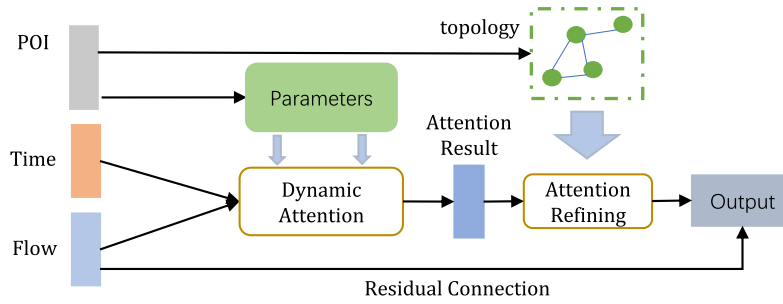 POI
topology
Parameters
Attention
Result
Time
Dynamic
Attention
Attention
Refining
Output
Flow
Residual Connection